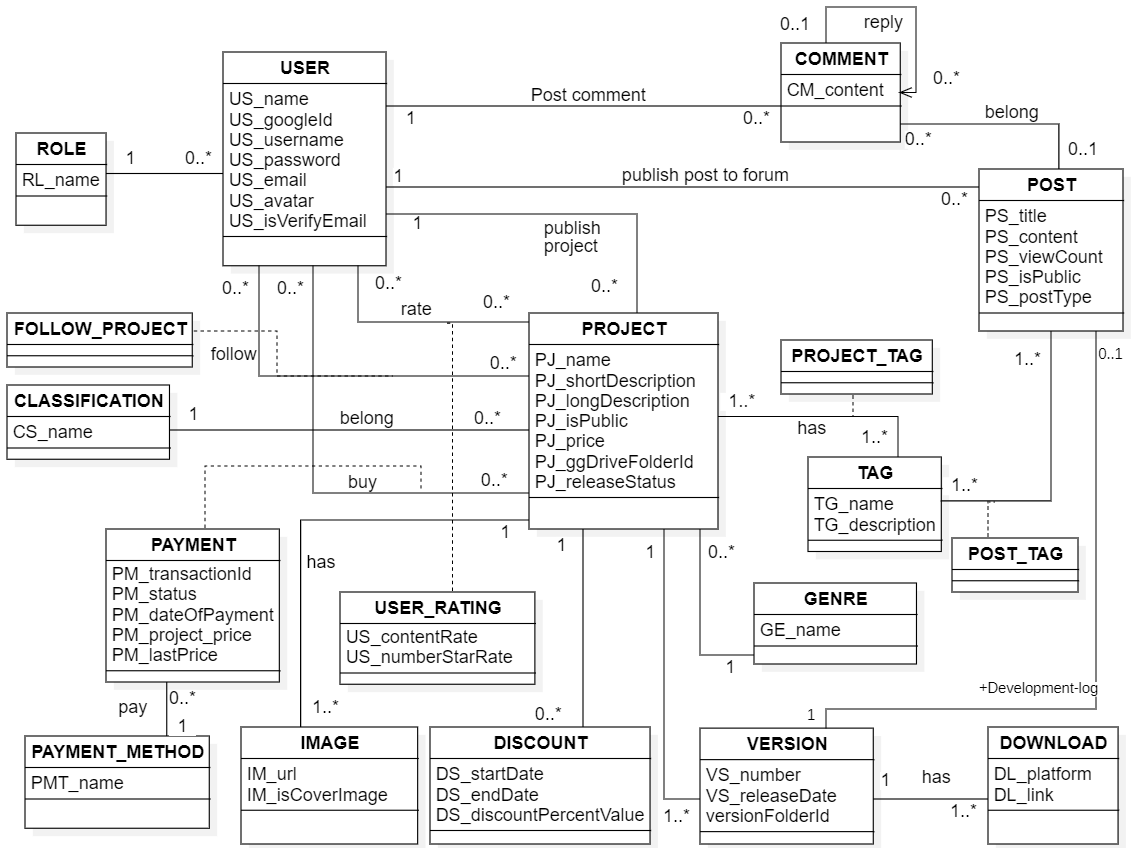 0..1
reply
COMMENT
CM_content
0..*
USER
US_name
US_googleId
US_username
US_password
US_email
US_avatar
US_isVerifyEmail
Post comment
1
0..*
belong
0..*
0..1
ROLE
RL_name
1
0..*
1
publish post to forum
0..*
POST
PS_title
PS_content
PS_viewCount
PS_isPublic
PS_postType
1
publish
project
0..*
0..*
0..*
0..*
rate
0..*
FOLLOW_PROJECT
follow
0..*
PROJECT
PJ_name
PJ_shortDescription
PJ_longDescription
PJ_isPublic
PJ_price
PJ_ggDriveFolderId
PJ_releaseStatus
PROJECT_TAG
1..*
0..1
CLASSIFICATION
CS_name
1
belong
0..*
1..*
has
1..*
TAG
TG_name
TG_description
1..*
POST_TAG
buy
0..*
PAYMENT
PM_transactionId
PM_status
PM_dateOfPayment
PM_project_price
PM_lastPrice
has
1
1
1
0..*
USER_RATING
US_contentRate
US_numberStarRate
GENRE
GE_name
1
+Development-log
pay
0..*
1
1..*
0..*
1
PAYMENT_METHOD
PMT_name
IMAGE
IM_url
IM_isCoverImage
DISCOUNT
DS_startDate
DS_endDate
DS_discountPercentValue
1..*
VERSION
VS_number
VS_releaseDate
versionFolderId
1
has
1..*
DOWNLOAD
DL_platform
DL_link